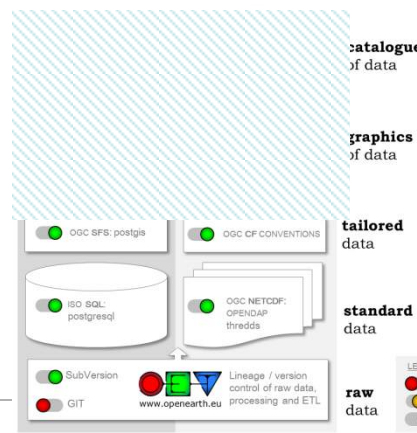 catalogue
of data
graphics
of data
OGC SFS: postgis
OGC CF CONVENTIONS
tailored
data
ISO SQL:
postgresql
OGC NETCDF:
OPENDAP
thredds
standard
data
SubVersion
GIT
www.openearth.eu
Lineage / version
control of raw data,
processing and ETL
raw
data